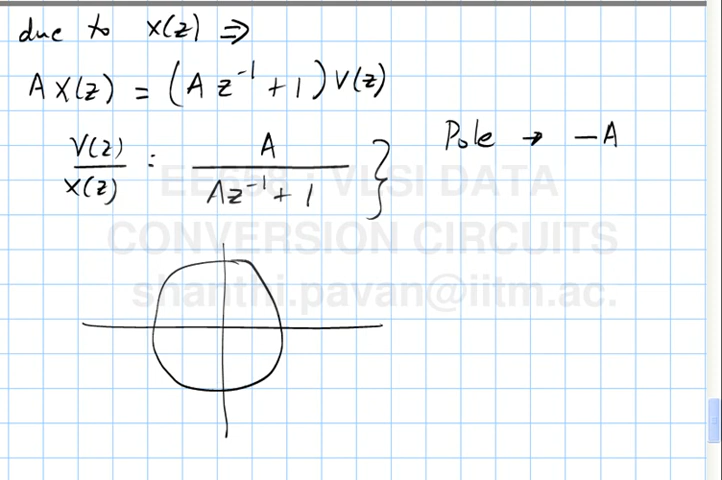 due to X(z) ⇒
A X(z) = (A z⁻¹ + 1) V(z)
V(z)/X(z) = A/(Az⁻¹ + 1) }
Pole → -A
EE658 : VLSI DATA
CONVERSION CIRCUITS
shanthi.pavan@iitm.ac.